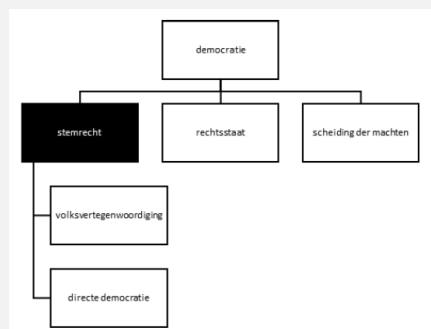 democratie
stemrecht
rechtsstaat
scheiding der machten
volksvertegenwoordiging
directe democratie